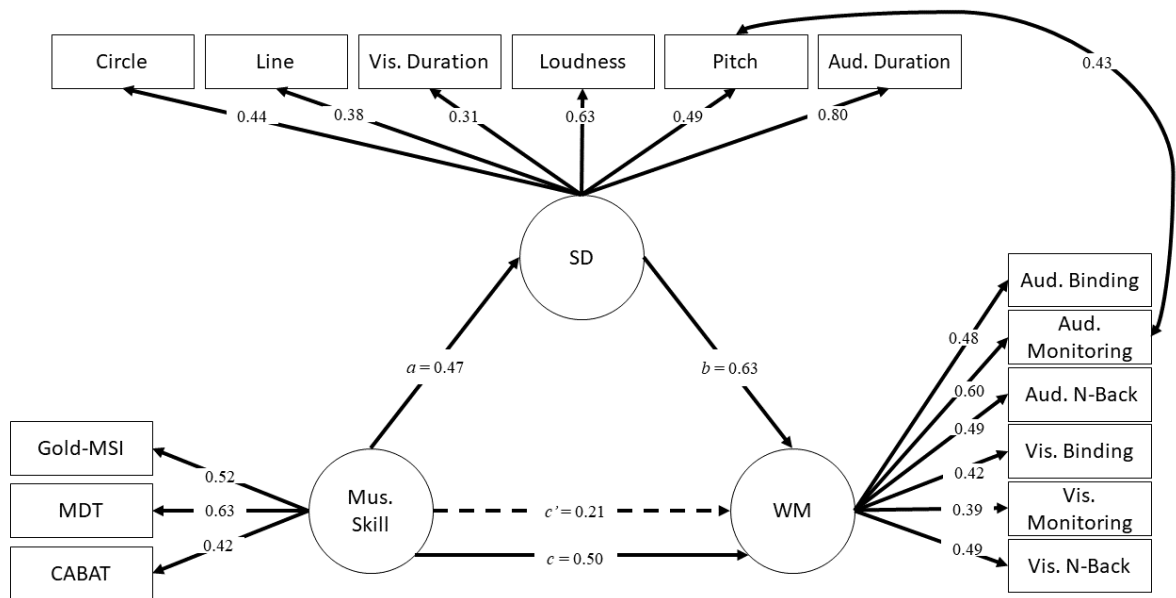 Circle
Line
Vis. Duration
Loudness
Pitch
Aud. Duration
0.43
0.44
0.38
0.31
0.63
0.49
0.80
SD
a = 0.47
b = 0.63
Gold-MSI
MDT
CABAT
0.52
0.63
0.42
Mus.
Skill
c’ = 0.21
c = 0.50
WM
0.48
0.60
0.49
0.42
0.39
0.49
Aud. Binding
Aud.
Monitoring
Aud. N-Back
Vis. Binding
Vis.
Monitoring
Vis. N-Back